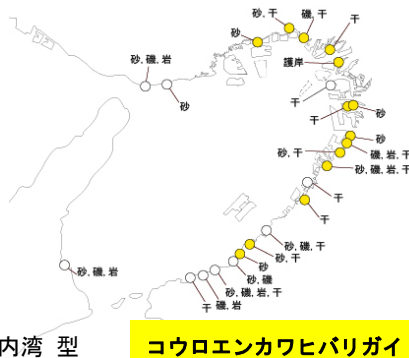 砂,干
磯,干
干
砂
護岸
砂,磯,岩
砂
干
砂
干
砂
磯,岩,干
砂,干
砂,磯,岩,干
干
干
砂,磯,干
砂,干
砂
砂,磯
砂,磯,岩,干
磯,岩
干
砂,磯,岩
内湾 型
コウロエンカワヒバリガイ